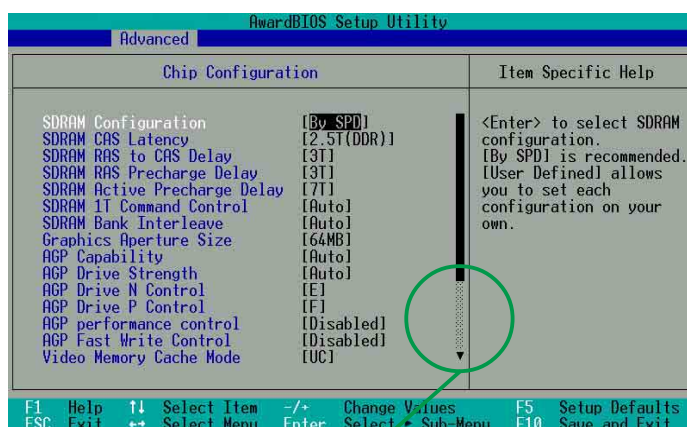 AwardBIOS Setup Utility
Advanced
Chip Configuration
Item Specific Help
SDRAM Configuration [By SPD]
SDRAM CAS Latency [2.5T(DDR)]
SDRAM RAS to CAS Delay [3T]
SDRAM RAS Precharge Delay [3T]
SDRAM Active Precharge Delay [7T]
SDRAM 1T Command Control [Auto]
SDRAM Bank Interleave [Auto]
Graphics Aperture Size [64MB]
AGP Capability [Auto]
AGP Drive Strength [Auto]
AGP Drive N Control [E]
AGP Drive P Control [F]
AGP performance control [Disabled]
AGP Fast Write Control [Disabled]
Video Memory Cache Mode [UC]
<Enter> to select SDRAM
configuration.
[By SPD] is recommended.
[User Defined] allows
you to set each
configuration on your
own.
F1 Help ↑↓ Select Item -/+ Change Values F5 Setup Defaults
ESC Exit ←→ Select Menu Enter Select ▸ Sub-Menu F10 Save and Exit